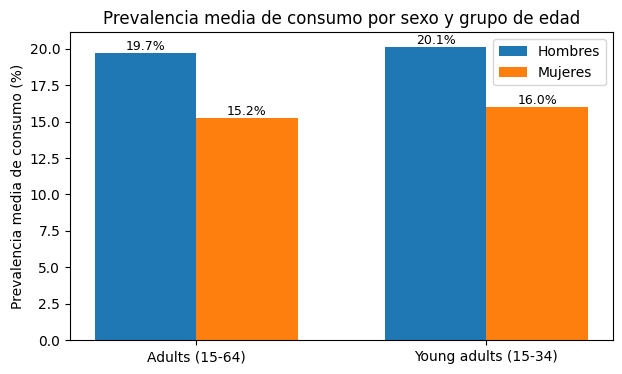 Prevalencia media de consumo por sexo y grupo de edad
Prevalencia media de consumo (%)
20.0
17.5
15.0
12.5
10.0
7.5
5.0
2.5
0.0
19.7%
15.2%
20.1%
16.0%
Hombres
Mujeres
Adults (15-64)
Young adults (15-34)